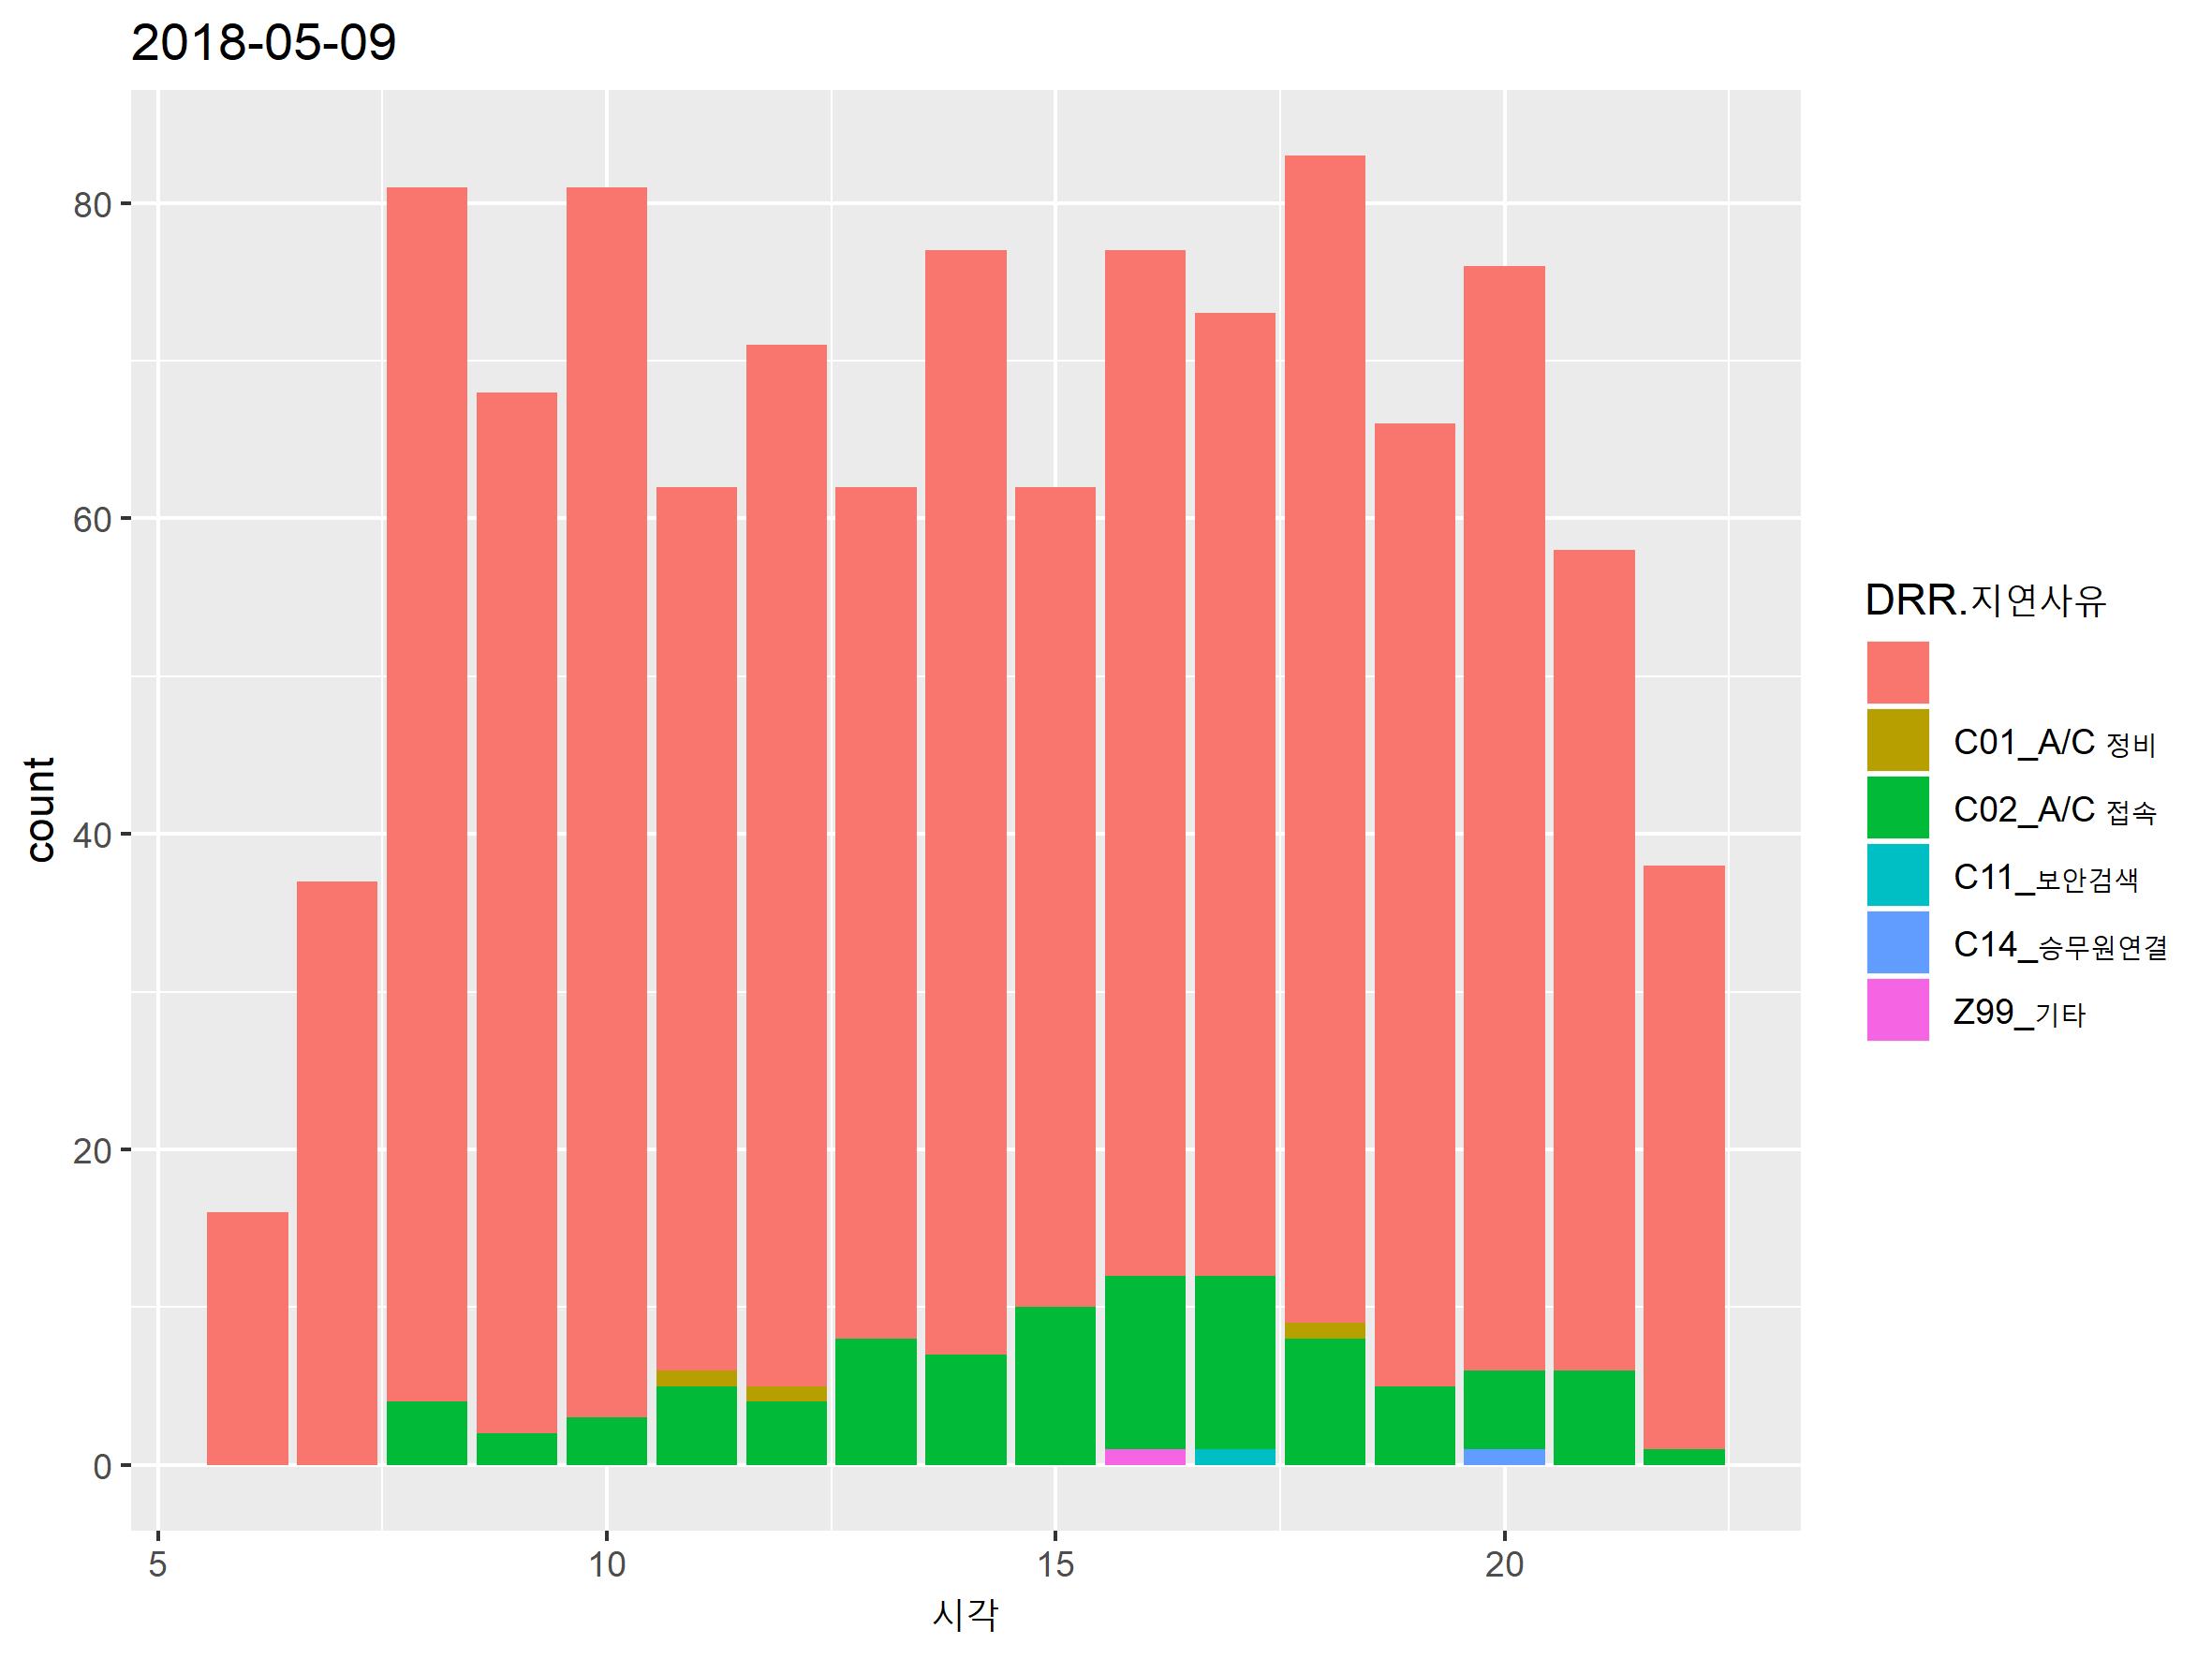 2018-05-09
count
80
60
40
20
0
5 10 15 20
시각
DRR.지연사유
C01_A/C 정비
C02_A/C 접속
C11_보안검색
C14_승무원연결
Z99_기타